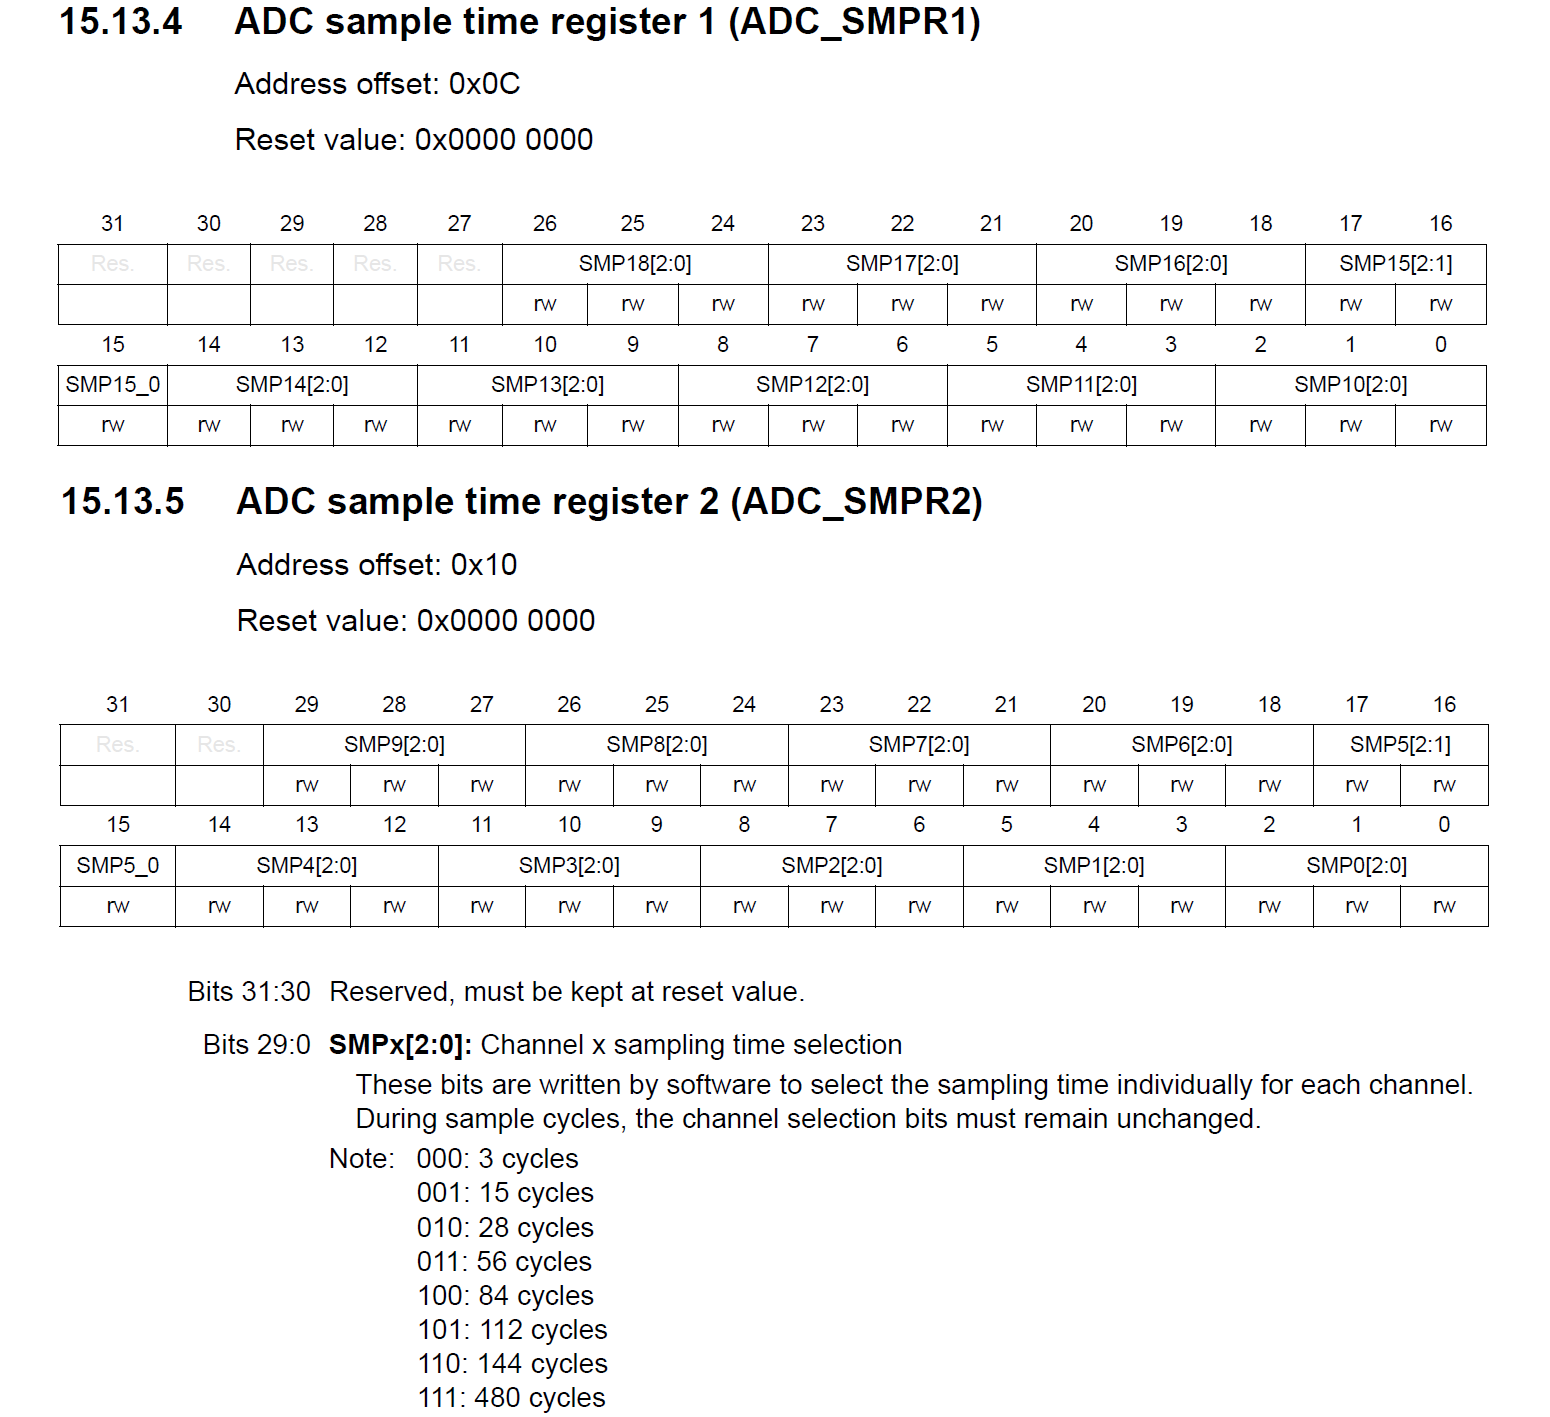 15.13.4 ADC sample time register 1 (ADC_SMPR1)
Address offset: 0x0C
Reset value: 0x0000 0000
31 30 29 28 27 26 25 24 23 22 21 20 19 18 17 16
Res. Res. Res. Res. Res. SMP18[2:0] SMP17[2:0] SMP16[2:0] SMP15[2:1]
rw rw rw rw rw rw rw rw rw rw rw
15 14 13 12 11 10 9 8 7 6 5 4 3 2 1 0
SMP15_0 SMP14[2:0] SMP13[2:0] SMP12[2:0] SMP11[2:0] SMP10[2:0]
rw rw rw rw rw rw rw rw rw rw rw rw rw rw rw rw
15.13.5 ADC sample time register 2 (ADC_SMPR2)
Address offset: 0x10
Reset value: 0x0000 0000
31 30 29 28 27 26 25 24 23 22 21 20 19 18 17 16
Res. Res. SMP9[2:0] SMP8[2:0] SMP7[2:0] SMP6[2:0] SMP5[2:1]
rw rw rw rw rw rw rw rw rw rw rw rw rw rw
15 14 13 12 11 10 9 8 7 6 5 4 3 2 1 0
SMP5_0 SMP4[2:0] SMP3[2:0] SMP2[2:0] SMP1[2:0] SMP0[2:0]
rw rw rw rw rw rw rw rw rw rw rw rw rw rw rw rw
Bits 31:30 Reserved, must be kept at reset value.
Bits 29:0 SMPx[2:0]: Channel x sampling time selection
These bits are written by software to select the sampling time individually for each channel.
During sample cycles, the channel selection bits must remain unchanged.
Note: 000: 3 cycles
001: 15 cycles
010: 28 cycles
011: 56 cycles
100: 84 cycles
101: 112 cycles
110: 144 cycles
111: 480 cycles